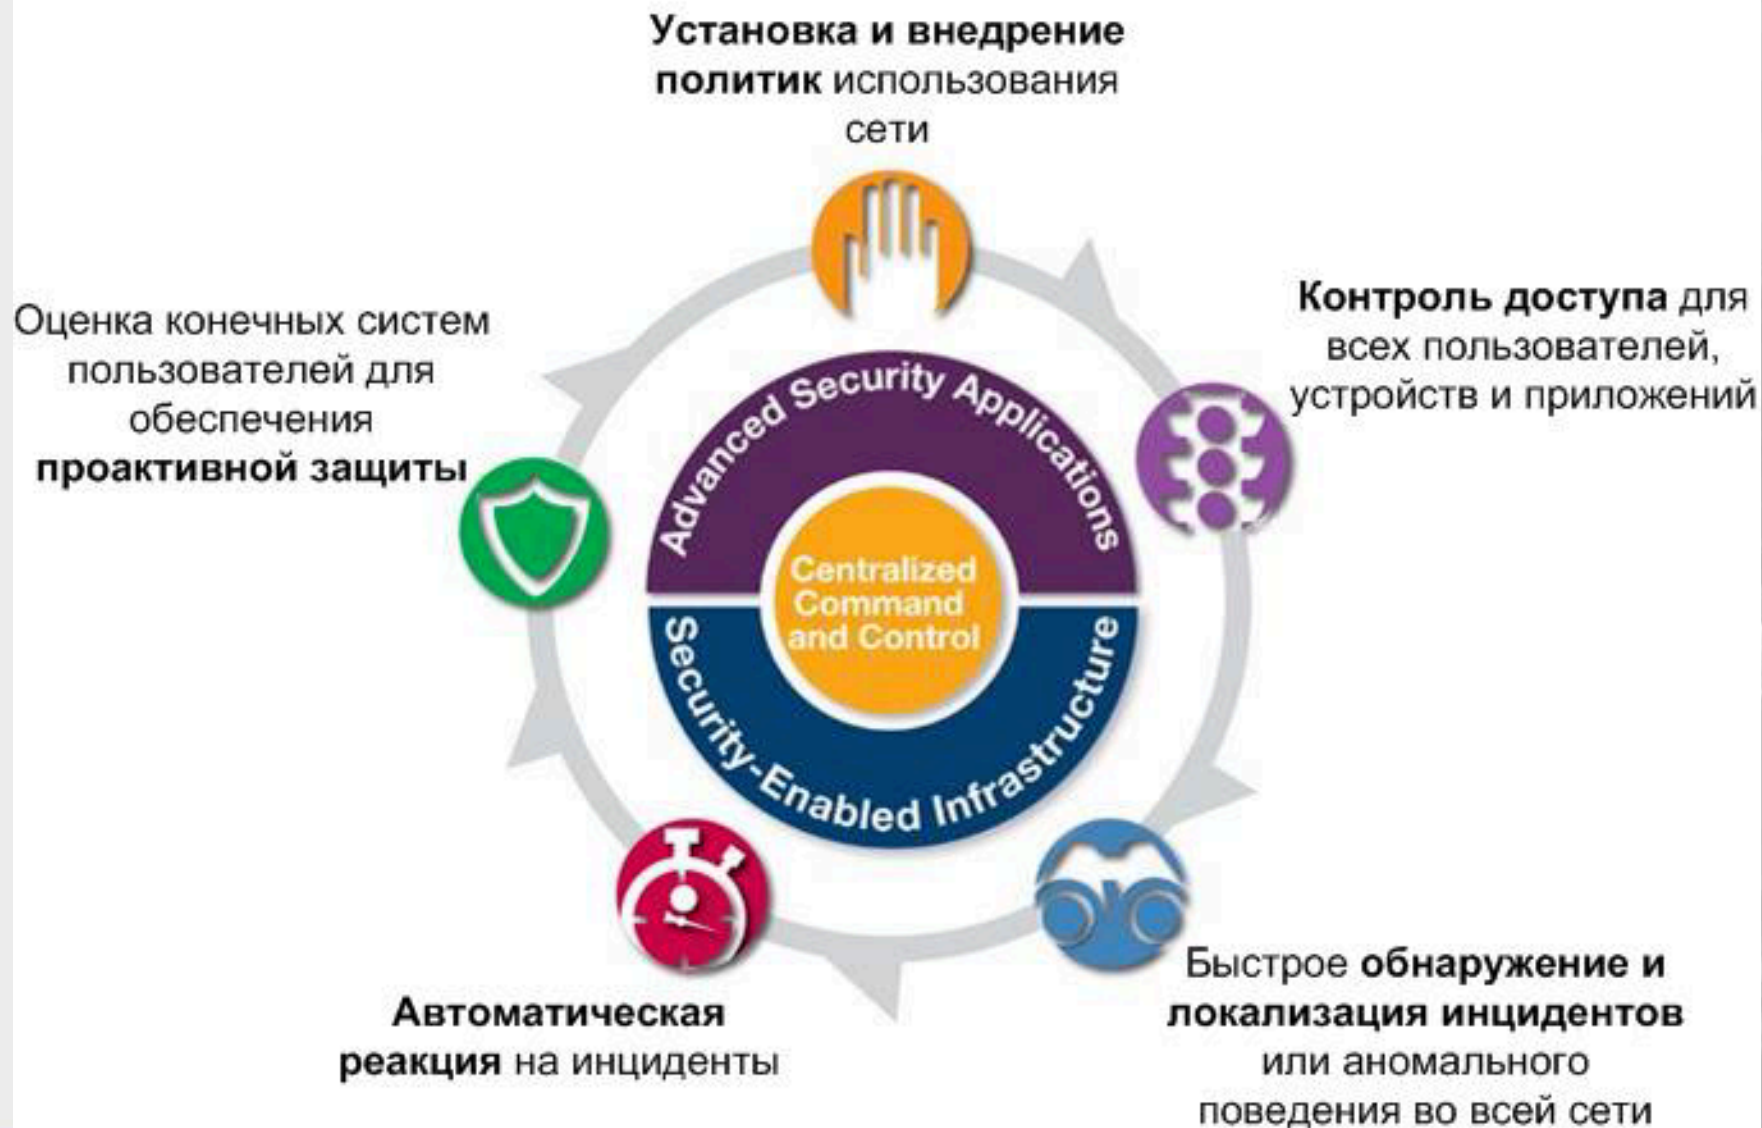 Установка и внедрение
политик использования
сети
Контроль доступа для
всех пользователей,
устройств и приложений
Оценка конечных систем
пользователей для
обеспечения
проактивной защиты
Advanced Security Applications
Centralized
Command
and Control
Security-Enabled Infrastructure
Быстрое обнаружение и
локализация инцидентов
или аномального
поведения во всей сети
Автоматическая
реакция на инциденты